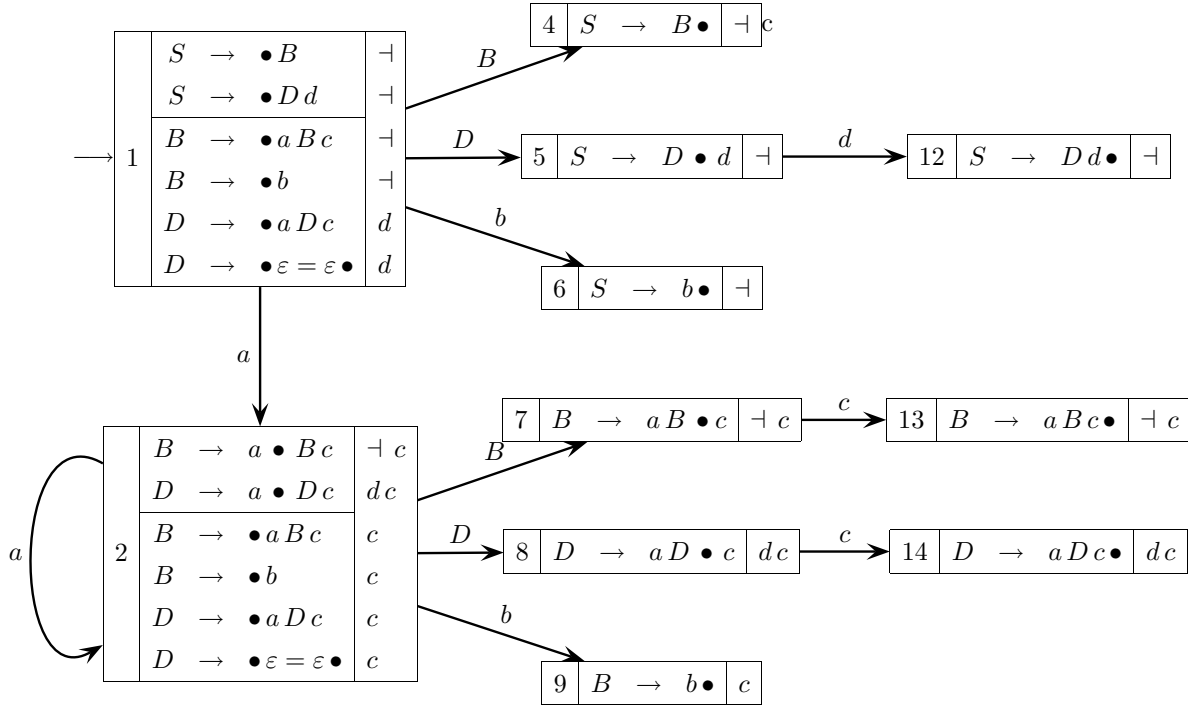 4 S → B • ⊣ c
S → • B ⊣
B
S → • D d ⊣
1
B → • a B c ⊣
D
5 S → D • d ⊣
d
12 S → D d • ⊣
B → • b ⊣
D → • a D c d
b
D → • ε = ε • d
6 S → b • ⊣
a
7 B → a B • c ⊣ c
c
13 B → a B c • ⊣ c
B → a • B c ⊣ c
B
D → a • D c d c
a
2
B → • a B c c
D
8 D → a D • c d c
c
14 D → a D c • d c
B → • b c
D → • a D c c
b
D → • ε = ε • c
9 B → b • c